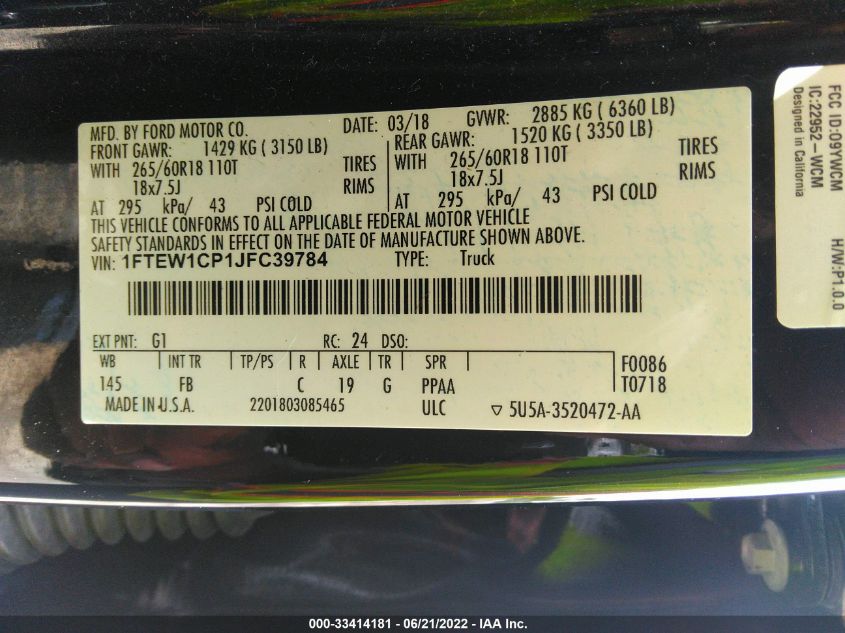 MFD. BY FORD MOTOR CO. DATE: 03/18 GVWR: 2885 KG ( 6360 LB)
FRONT GAWR: 1429 KG ( 3150 LB) REAR GAWR: 1520 KG ( 3350 LB)
WITH 265/60R18 110T TIRES WITH 265/60R18 110T TIRES
18x7.5J RIMS 18x7.5J RIMS
AT 295 kPa/ 43 PSI COLD AT 295 kPa/ 43 PSI COLD
THIS VEHICLE CONFORMS TO ALL APPLICABLE FEDERAL MOTOR VEHICLE
SAFETY STANDARDS IN EFFECT ON THE DATE OF MANUFACTURE SHOWN ABOVE.
VIN: 1FTEW1CP1JFC39784 TYPE: Truck
EXT PNT: G1 RC: 24 DSO:
WB INT TR TP/PS R AXLE TR SPR F0086
145 FB C 19 G PPAA T0718
MADE IN U.S.A. 2201803085465 ULC ▽ 5U5A-3520472-AA
FCC ID:O9YWCM
IC:22952-WCM
Designed in California
H/W:P1.0.0
000-33414181 - 06/21/2022 - IAA Inc.